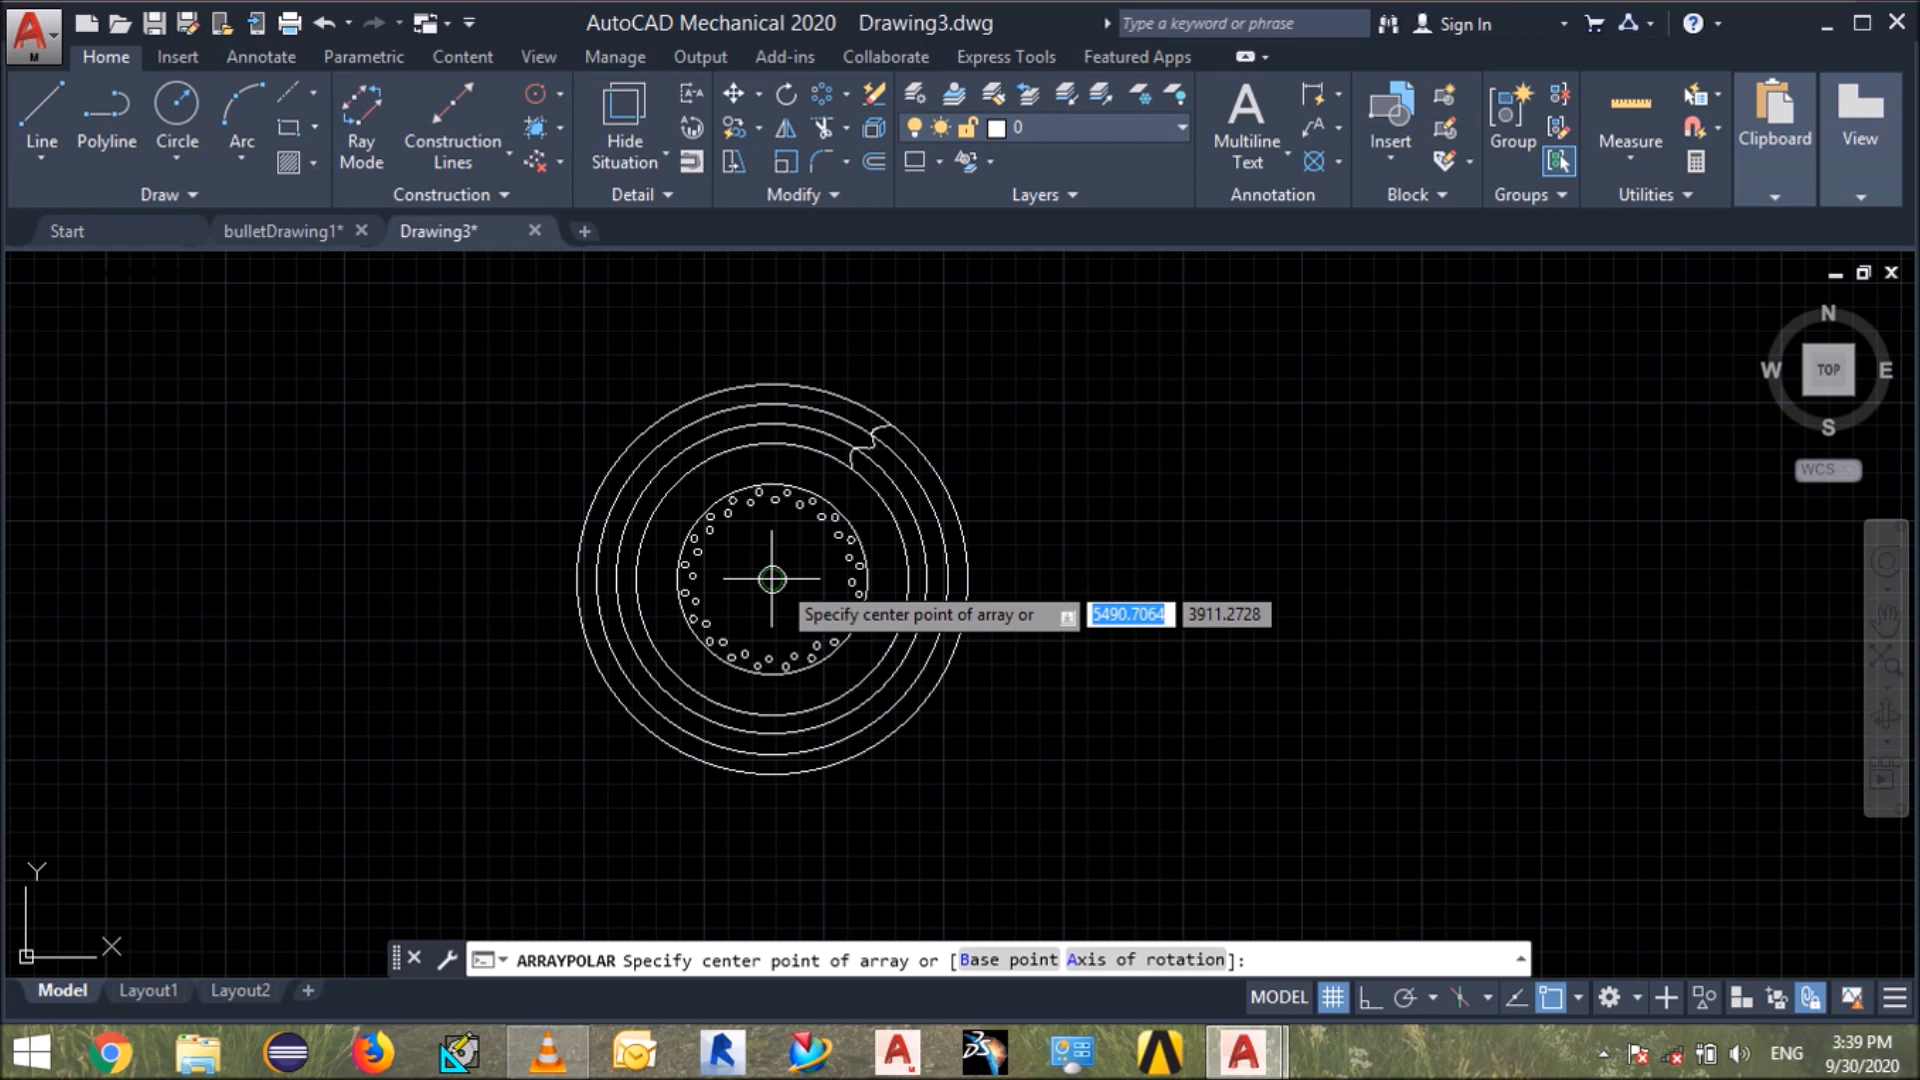 AutoCAD Mechanical 2020 Drawing3.dwg
Type a keyword or phrase
Sign In
M
Home Insert Annotate Parametric Content View Manage Output Add-ins Collaborate Express Tools Featured Apps
Line Polyline Circle Arc
Ray Mode
Construction Lines
Hide Situation
0
Multiline Text
Insert
Group
Measure
Clipboard
View
Draw Construction Detail Modify Layers Annotation Block Groups Utilities
Start bulletDrawing1* Drawing3*
N
W TOP E
S
WCS
Specify center point of array or 5490.7064 3911.2728
Y
X
ARRAYPOLAR Specify center point of array or [Base point Axis of rotation]:
Model Layout1 Layout2
MODEL
ENG
3:39 PM
9/30/2020